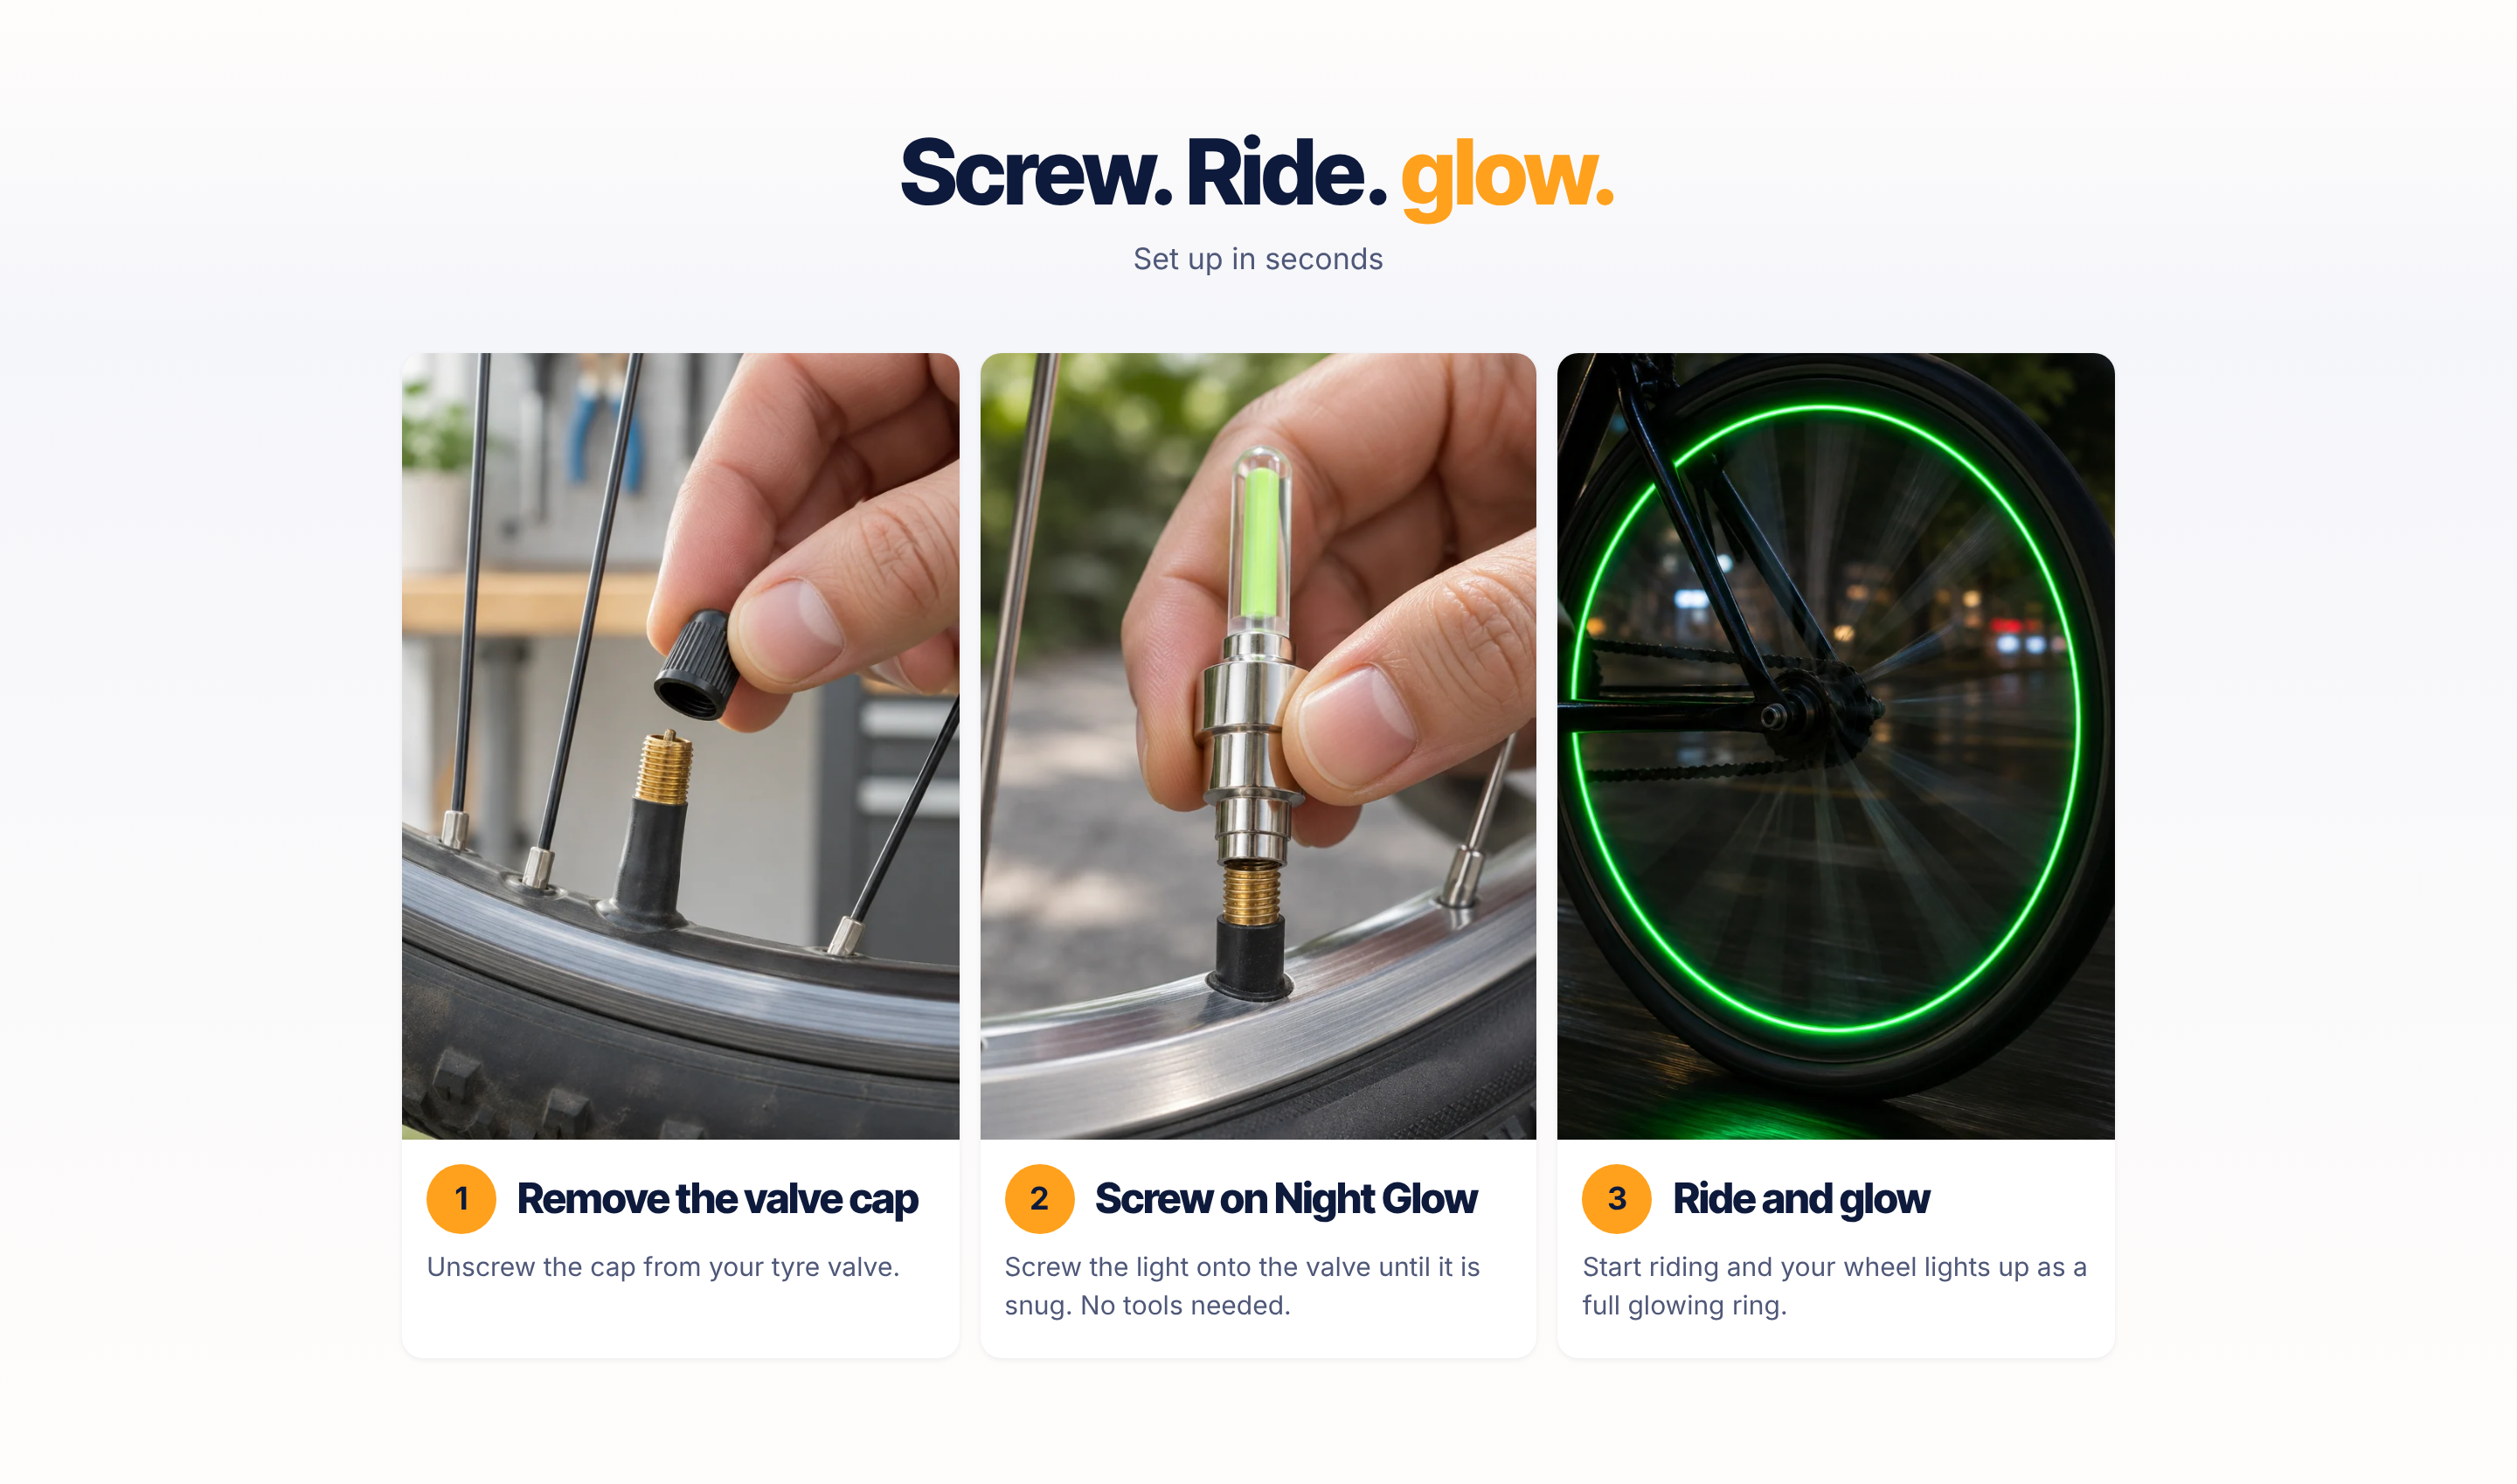 Screw. Ride. glow.
Set up in seconds
1 Remove the valve cap
Unscrew the cap from your tyre valve.
2 Screw on Night Glow
Screw the light onto the valve until it is
snug. No tools needed.
3 Ride and glow
Start riding and your wheel lights up as a
full glowing ring.